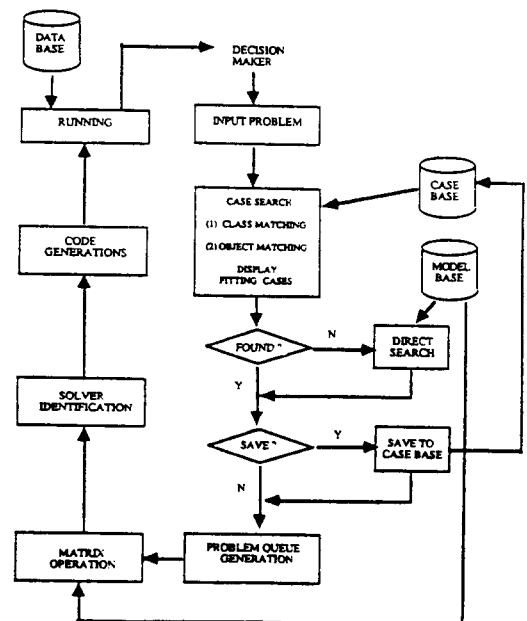 DATA
BASE
DECISION
MAKER
RUNNING
INPUT PROBLEM
CASE SEARCH
(1) CLASS MATCHING
(2) OBJECT MATCHING
DISPLAY
FITTING CASES
CASE
BASE
CODE
GENERATIONS
MODEL
BASE
FOUND ?
N
DIRECT
SEARCH
Y
SOLVER
IDENTIFICATION
SAVE ?
Y
SAVE TO
CASE BASE
N
MATRIX
OPERATION
PROBLEM QUEUE
GENERATION